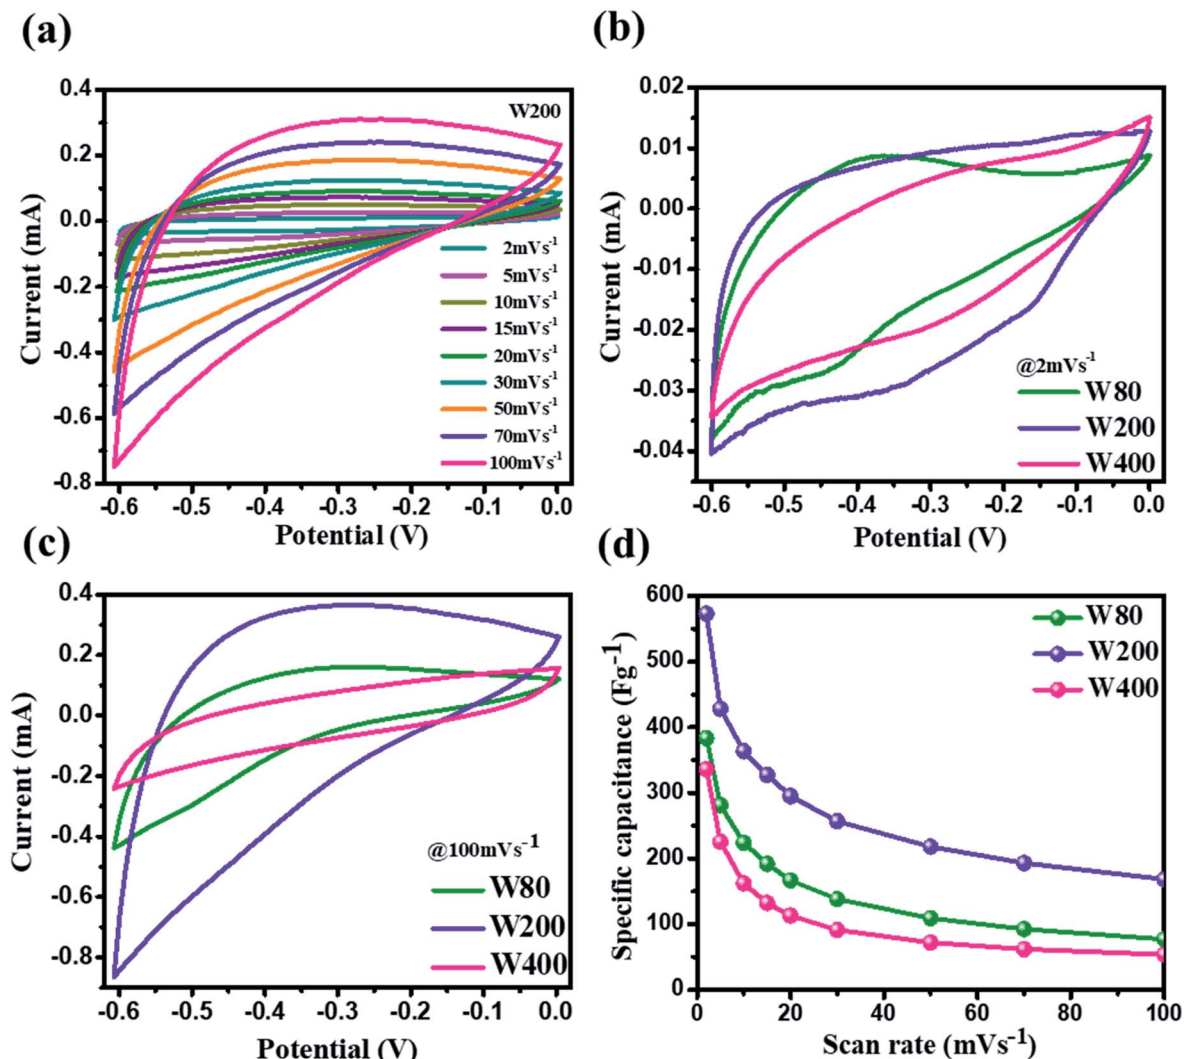 (a)
0.4
0.2
0.0
-0.2
-0.4
-0.6
-0.8
Current (mA)
W200
2mVs-1
5mVs-1
10mVs-1
15mVs-1
20mVs-1
30mVs-1
50mVs-1
70mVs-1
100mVs-1
-0.6 -0.5 -0.4 -0.3 -0.2 -0.1 0.0
Potential (V)
(b)
0.02
0.01
0.00
-0.01
-0.02
-0.03
-0.04
Current (mA)
@2mVs-1
W80
W200
W400
-0.6 -0.5 -0.4 -0.3 -0.2 -0.1 0.0
Potential (V)
(c)
0.4
0.2
0.0
-0.2
-0.4
-0.6
-0.8
Current (mA)
@100mVs-1
W80
W200
W400
-0.6 -0.5 -0.4 -0.3 -0.2 -0.1 0.0
Potential (V)
(d)
600
500
400
300
200
100
0
Specific capacitance (Fg-1)
W80
W200
W400
0 20 40 60 80 100
Scan rate (mVs-1)